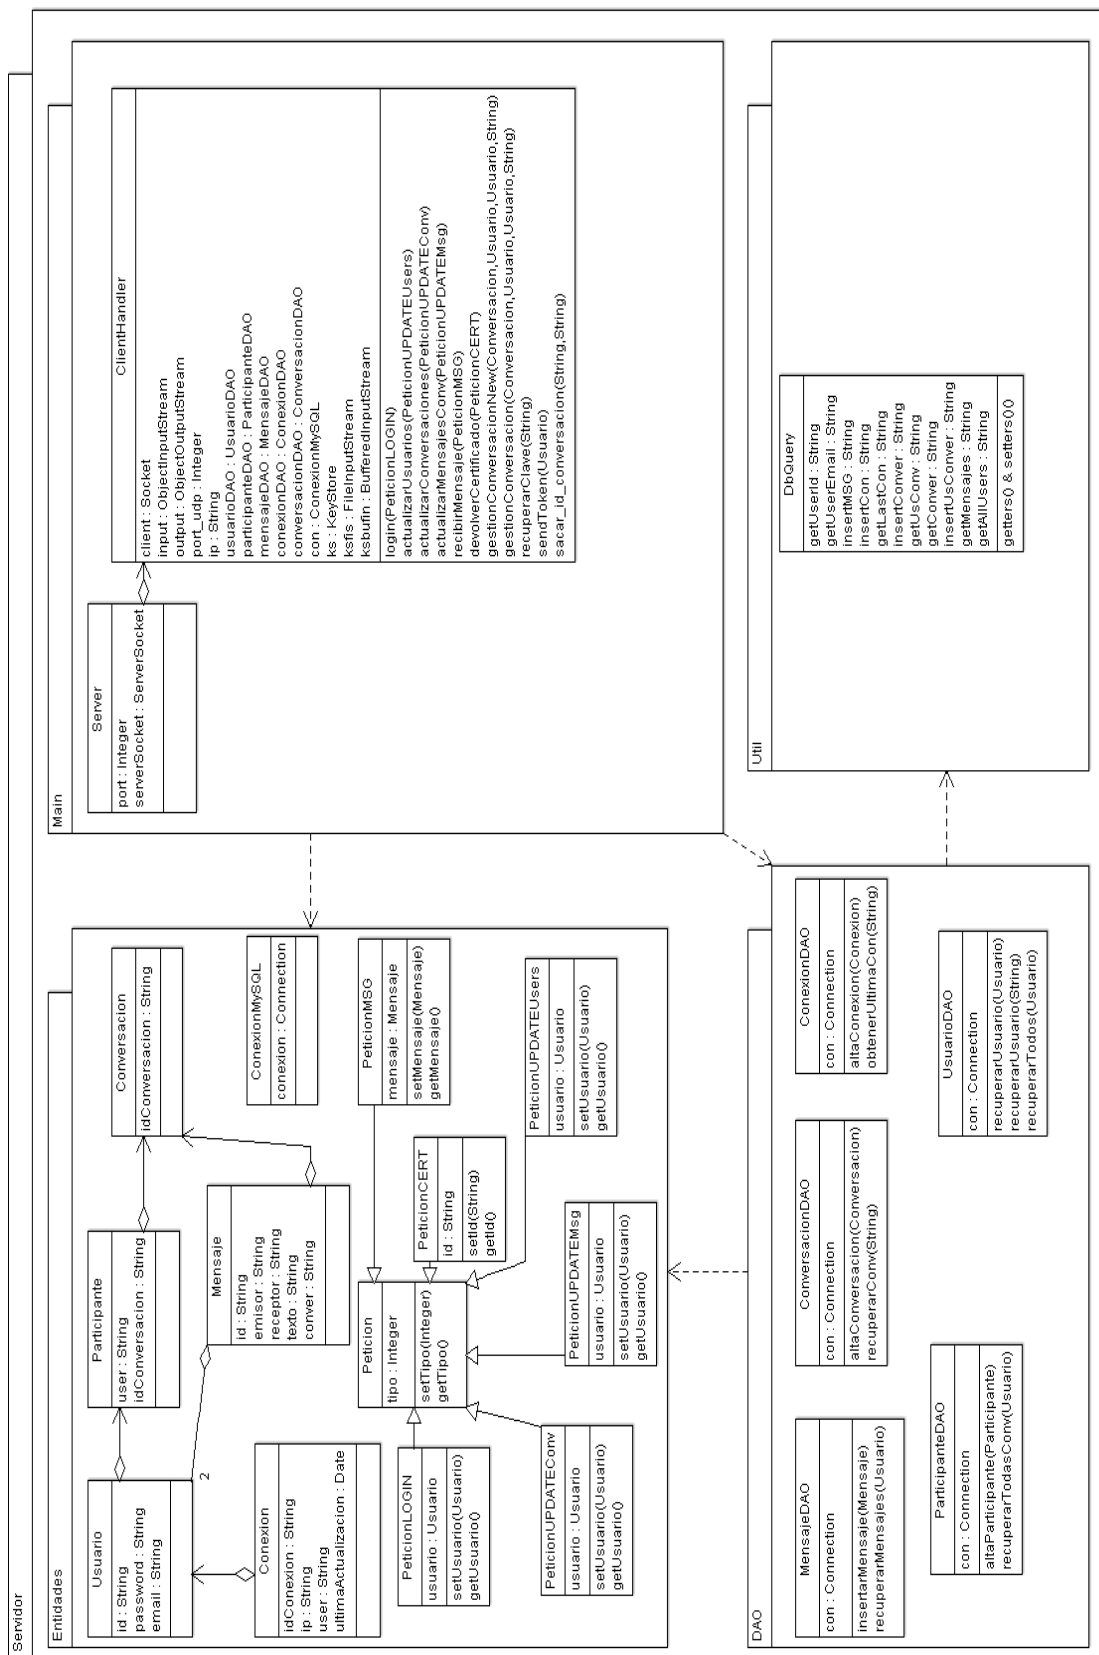 Servidor
Entidades
Usuario
id : String
password : String
email : String
Participante
user : String
idConversacion : String
Conversacion
idConversacion : String
2
Mensaje
id : String
emisor : String
receptor : String
texto : String
conver : String
Conexion
idConexion : String
ip : String
user : String
ultimaActualizacion : Date
ConexionMySQL
conexion : Connection
Peticion
tipo : Integer
setTipo(Integer)
getTipo()
PeticionMSG
mensaje : Mensaje
setMensaje(Mensaje)
getMensaje()
PeticionLOGIN
usuario : Usuario
setUsuario(Usuario)
getUsuario()
PeticionCERT
id : String
setId(String)
getId()
PeticionUPDATEConv
usuario : Usuario
setUsuario(Usuario)
getUsuario()
PeticionUPDATEMsg
usuario : Usuario
setUsuario(Usuario)
getUsuario()
PeticionUPDATEUsers
usuario : Usuario
setUsuario(Usuario)
getUsuario()
Main
Server
port : Integer
serverSocket : ServerSocket
ClientHandler
client : Socket
input : ObjectInputStream
output : ObjectOutputStream
port_udp : Integer
ip : String
usuarioDAO : UsuarioDAO
participanteDAO : ParticipanteDAO
mensajeDAO : MensajeDAO
conexionDAO : ConexionDAO
conversacionDAO : ConversacionDAO
con : ConexionMySQL
ks : KeyStore
ksfis : FileInputStream
ksbufin : BufferedInputStream
login(PeticionLOGIN)
actualizarUsuarios(PeticionUPDATEUsers)
actualizarConversaciones(PeticionUPDATEConv)
actualizarMensajesConv(PeticionUPDATEMsg)
recibirMensaje(PeticionMSG)
devolverCertificado(PeticionCERT)
gestionConversacionNew(Conversacion,Usuario,Usuario,String)
gestionConversacion(Conversacion,Usuario,Usuario,String)
recuperarClave(String)
sendToken(Usuario)
sacar_id_conversacion(String,String)
DAO
MensajeDAO
con : Connection
insertarMensaje(Mensaje)
recuperarMensajes(Usuario)
ConversacionDAO
con : Connection
altaConversacion(Conversacion)
recuperarConv(String)
ConexionDAO
con : Connection
altaConexion(Conexion)
obtenerUltimaCon(String)
ParticipanteDAO
con : Connection
altaParticipante(Participante)
recuperarTodasConv(Usuario)
UsuarioDAO
con : Connection
recuperarUsuario(Usuario)
recuperarUsuario(String)
recuperarTodos(Usuario)
Util
DbQuery
getUserId : String
getUserEmail : String
insertMSG : String
insertCon : String
getLastCon : String
insertConver : String
getUsConv : String
getConver : String
insertUsConver : String
getMensajes : String
getAllUsers : String
getters() & setters()()